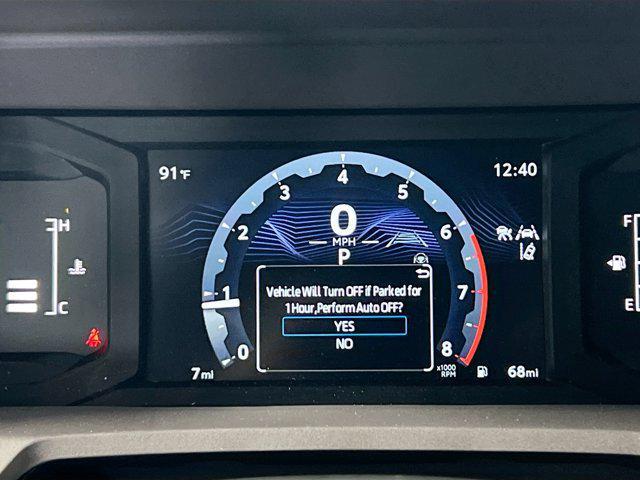 91°F
12:40
H
C
0
1
2
3
4
5
6
7
8
0
MPH
P
Vehicle Will Turn OFF if Parked for
1 Hour,Perform Auto OFF?
YES
NO
x1000
RPM
7mi
68mi
F
E